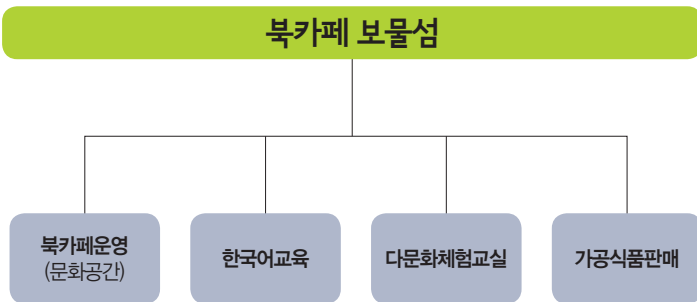 북카페 보물섬
북카페운영
(문화공간)
한국어교육
다문화체험교실
가공식품판매